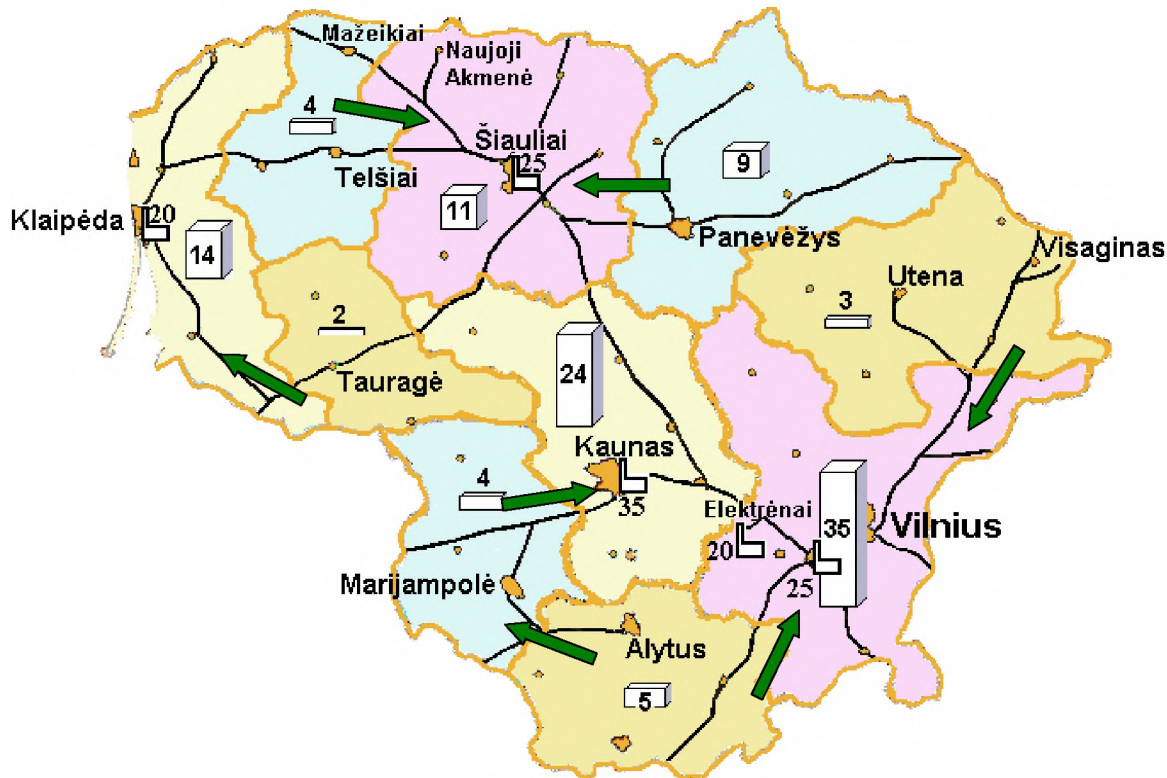 Mažeikiai
Naujoji
Akmenė
4
Šiauliai
25
9
Telšiai
11
Klaipėda
20
14
Panevėžys
Visaginas
Utena
3
2
Tauragė
24
Kaunas
4
35
Elektrėnai
20
35
Vilnius
25
Marijampolė
Alytus
5